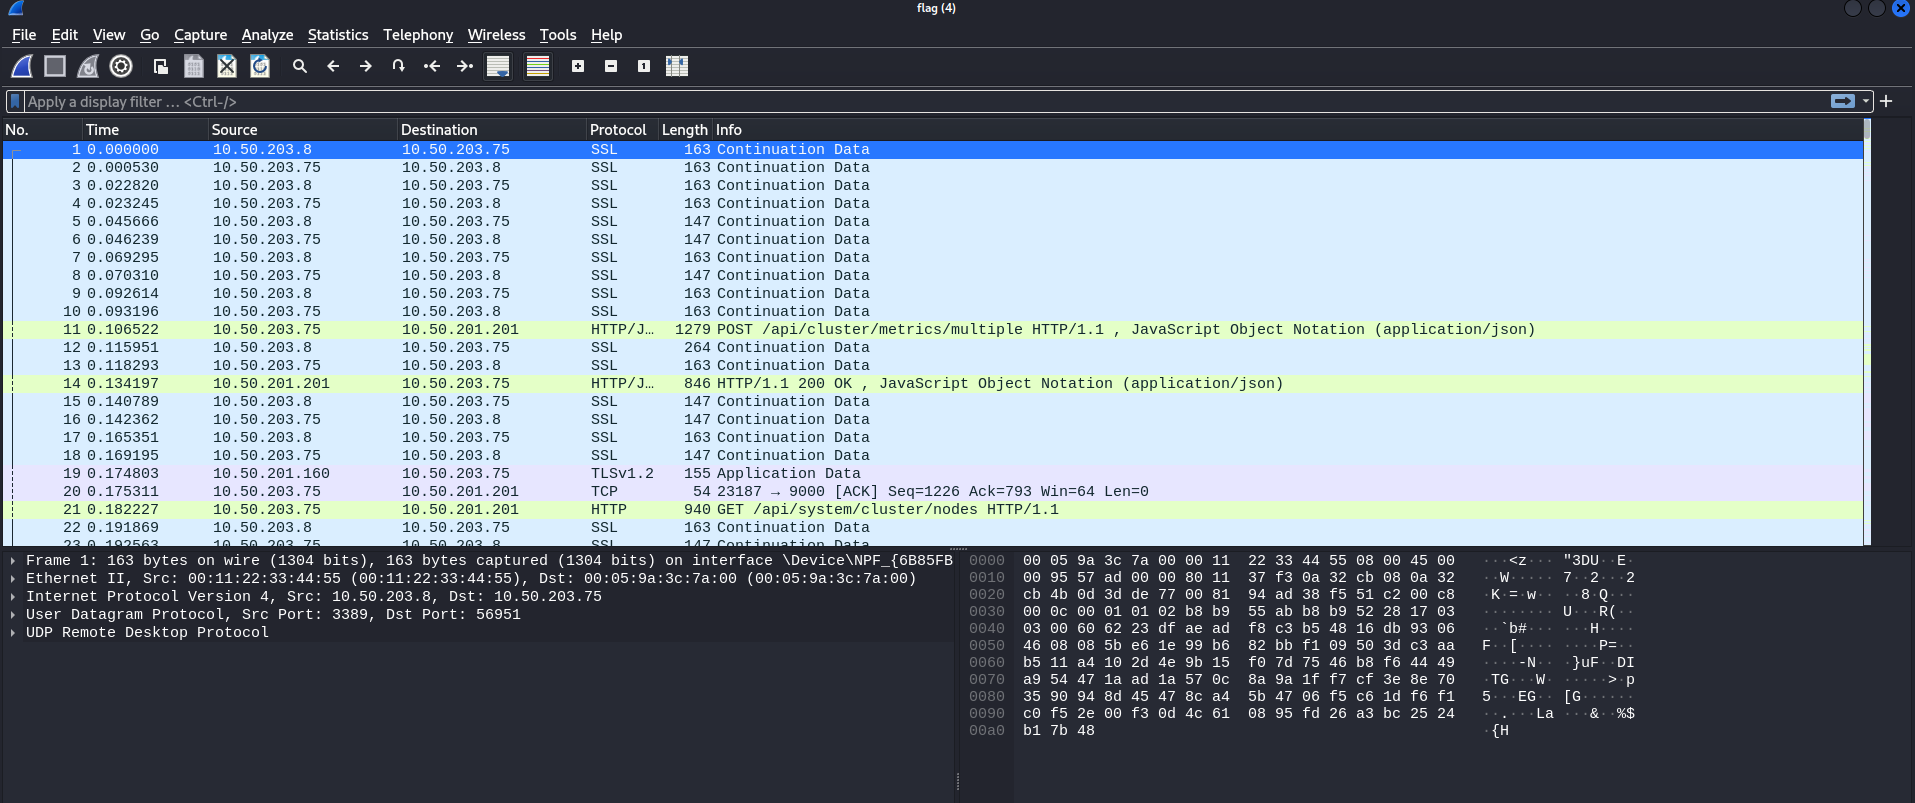 flag (4)
File Edit View Go Capture Analyze Statistics Telephony Wireless Tools Help
Apply a display filter … <Ctrl-/>
No. Time Source Destination Protocol Length Info
1 0.000000 10.50.203.8 10.50.203.75 SSL 163 Continuation Data
2 0.000530 10.50.203.75 10.50.203.8 SSL 163 Continuation Data
3 0.022820 10.50.203.8 10.50.203.75 SSL 163 Continuation Data
4 0.023245 10.50.203.75 10.50.203.8 SSL 163 Continuation Data
5 0.045666 10.50.203.8 10.50.203.75 SSL 147 Continuation Data
6 0.046239 10.50.203.75 10.50.203.8 SSL 147 Continuation Data
7 0.069295 10.50.203.8 10.50.203.75 SSL 163 Continuation Data
8 0.070310 10.50.203.75 10.50.203.8 SSL 147 Continuation Data
9 0.092614 10.50.203.8 10.50.203.75 SSL 163 Continuation Data
10 0.093196 10.50.203.75 10.50.203.8 SSL 163 Continuation Data
11 0.106522 10.50.203.75 10.50.201.201 HTTP/J… 1279 POST /api/cluster/metrics/multiple HTTP/1.1 , JavaScript Object Notation (application/json)
12 0.115951 10.50.203.8 10.50.203.75 SSL 264 Continuation Data
13 0.118293 10.50.203.75 10.50.203.8 SSL 163 Continuation Data
14 0.134197 10.50.201.201 10.50.203.75 HTTP/J… 846 HTTP/1.1 200 OK , JavaScript Object Notation (application/json)
15 0.140789 10.50.203.8 10.50.203.75 SSL 147 Continuation Data
16 0.142362 10.50.203.75 10.50.203.8 SSL 147 Continuation Data
17 0.165351 10.50.203.8 10.50.203.75 SSL 163 Continuation Data
18 0.169195 10.50.203.75 10.50.203.8 SSL 147 Continuation Data
19 0.174803 10.50.201.160 10.50.203.75 TLSv1.2 155 Application Data
20 0.175311 10.50.203.75 10.50.201.201 TCP 54 23187 → 9000 [ACK] Seq=1226 Ack=793 Win=64 Len=0
21 0.182227 10.50.203.75 10.50.201.201 HTTP 940 GET /api/system/cluster/nodes HTTP/1.1
22 0.191869 10.50.203.8 10.50.203.75 SSL 163 Continuation Data
23 0.192563 10.50.203.75 10.50.203.8 SSL 147 Continuation Data
Frame 1: 163 bytes on wire (1304 bits), 163 bytes captured (1304 bits) on interface \Device\NPF_{6B85FB
Ethernet II, Src: 00:11:22:33:44:55 (00:11:22:33:44:55), Dst: 00:05:9a:3c:7a:00 (00:05:9a:3c:7a:00)
Internet Protocol Version 4, Src: 10.50.203.8, Dst: 10.50.203.75
User Datagram Protocol, Src Port: 3389, Dst Port: 56951
UDP Remote Desktop Protocol
0000 00 05 9a 3c 7a 00 00 11 22 33 44 55 08 00 45 00 ···<z··· "3DU··E·
0010 00 95 57 ad 00 00 80 11 37 f3 0a 32 cb 08 0a 32 ··W····· 7··2···2
0020 cb 4b 0d 3d de 77 00 81 94 ad 38 f5 51 c2 00 c8 ·K·=·w·· ··8·Q···
0030 00 0c 00 01 01 02 b8 b9 55 ab b8 b9 52 28 17 03 ········ U···R(··
0040 03 00 60 62 23 df ae ad f8 c3 b5 48 16 db 93 06 ··`b#··· ···H····
0050 46 08 08 5b e6 1e 99 b6 82 bb f1 09 50 3d c3 aa F··[···· ····P=··
0060 b5 11 a4 10 2d 4e 9b 15 f0 7d 75 46 b8 f6 44 49 ····-N·· ·}uF··DI
0070 a9 54 47 1a ad 1a 57 0c 8a 9a 1f f7 cf 3e 8e 70 ·TG···W· ·····>·p
0080 35 90 94 8d 45 47 8c a4 5b 47 06 f5 c6 1d f6 f1 5···EG·· [G······
0090 c0 f5 2e 00 f3 0d 4c 61 08 95 fd 26 a3 bc 25 24 ··.···La ···&··%$
00a0 b1 7b 48 ·{H